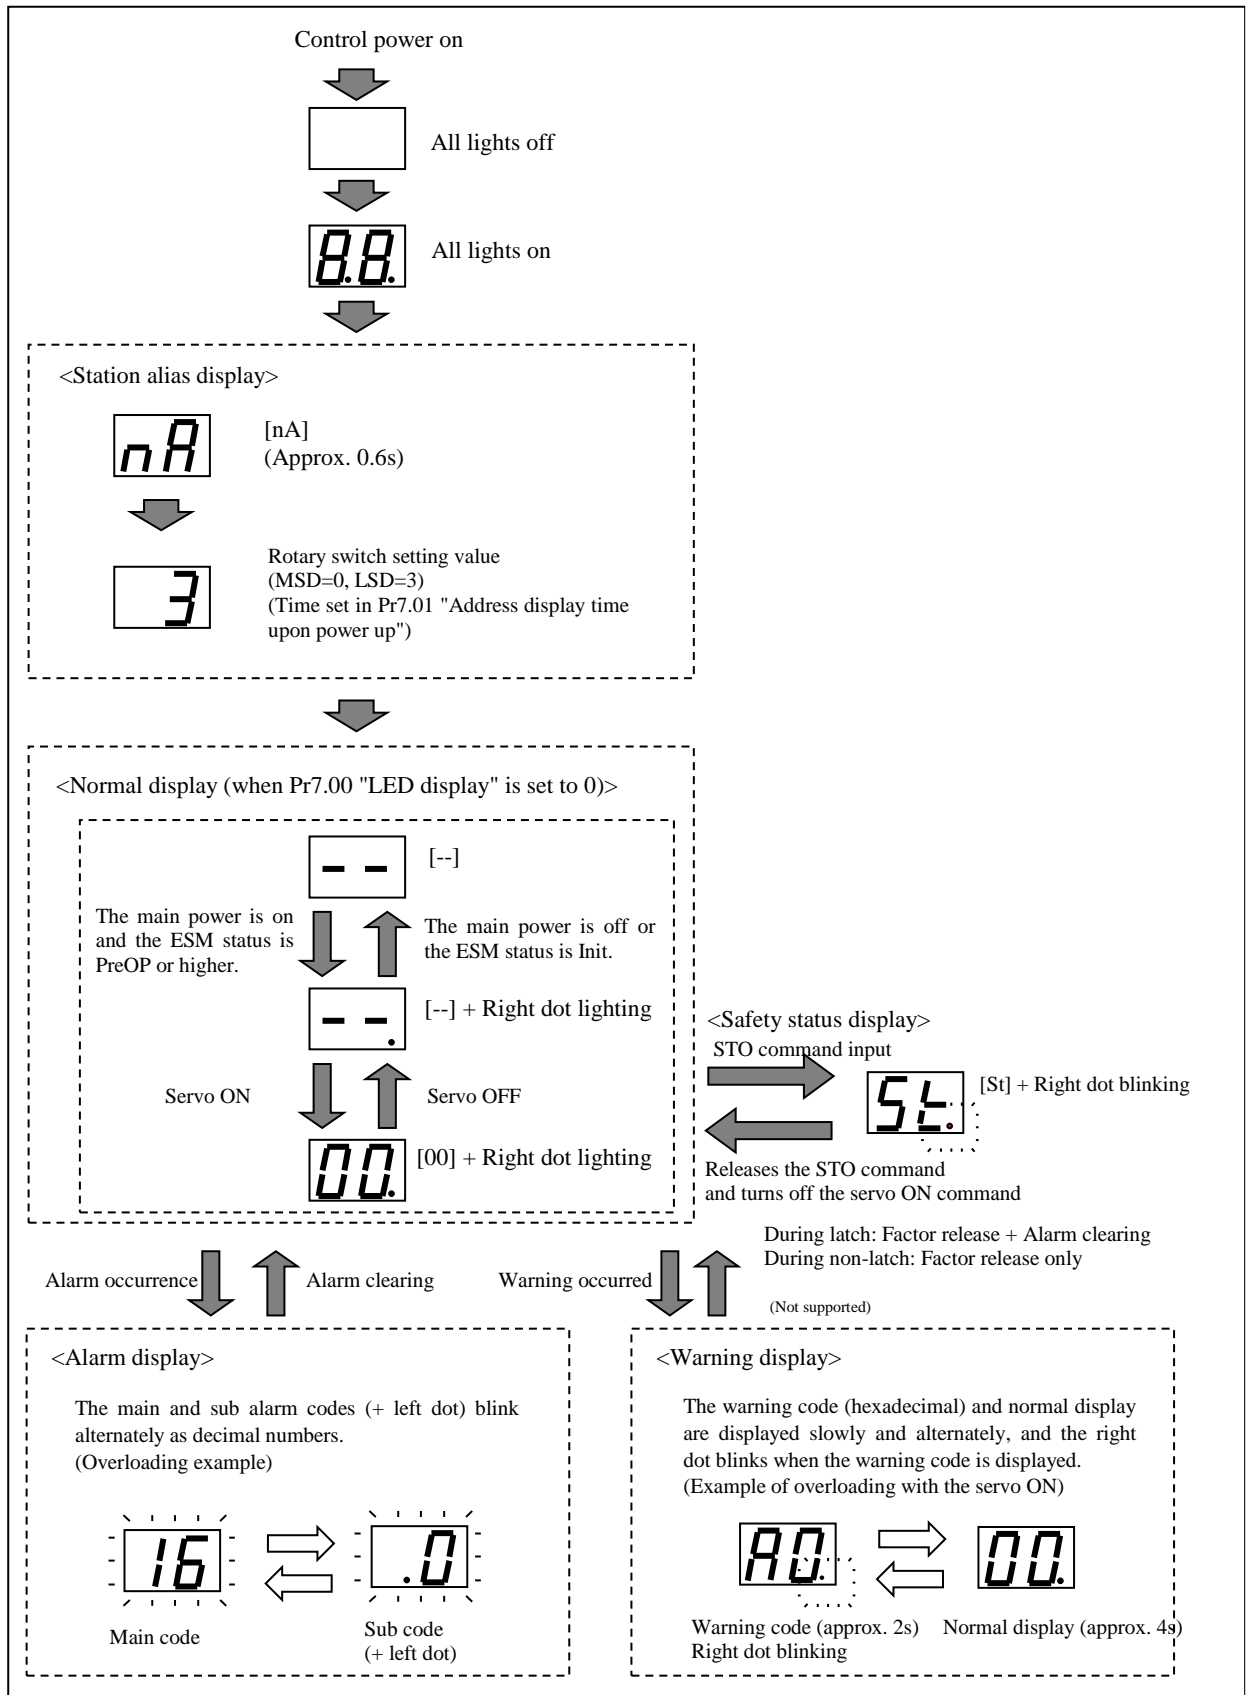 Control power on
All lights off
8.8.
All lights on
<Station alias display>
nA
[nA]
(Approx. 0.6s)
3
Rotary switch setting value
(MSD=0, LSD=3)
(Time set in Pr7.01 "Address display time
upon power up")
<Normal display (when Pr7.00 "LED display" is set to 0)>
- -
[--]
The main power is on
and the ESM status is
PreOP or higher.
The main power is off or
the ESM status is Init.
- -.
[--] + Right dot lighting
Servo ON
Servo OFF
00.
[00] + Right dot lighting
<Safety status display>
STO command input
St.
[St] + Right dot blinking
Releases the STO command
and turns off the servo ON command
During latch: Factor release + Alarm clearing
During non-latch: Factor release only
(Not supported)
Alarm occurrence
Alarm clearing
Warning occurred
<Alarm display>
The main and sub alarm codes (+ left dot) blink
alternately as decimal numbers.
(Overloading example)
16
.0
Main code
Sub code
(+ left dot)
<Warning display>
The warning code (hexadecimal) and normal display
are displayed slowly and alternately, and the right
dot blinks when the warning code is displayed.
(Example of overloading with the servo ON)
A0.
00.
Warning code (approx. 2s)
Right dot blinking
Normal display (approx. 4s)